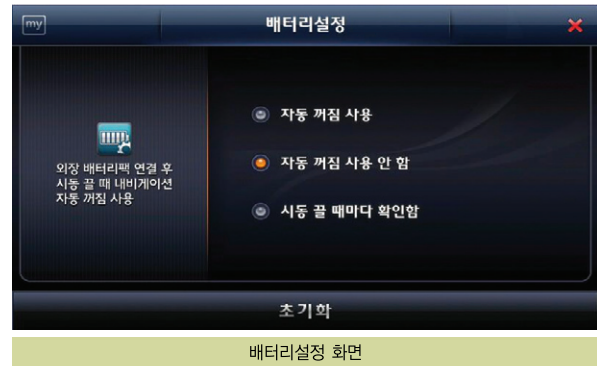 my
배터리설정
외장 배터리팩 연결 후
시동 끌 때 내비게이션
자동 꺼짐 사용
자동 꺼짐 사용
자동 꺼짐 사용 안 함
시동 끌 때마다 확인함
초기화
배터리설정 화면